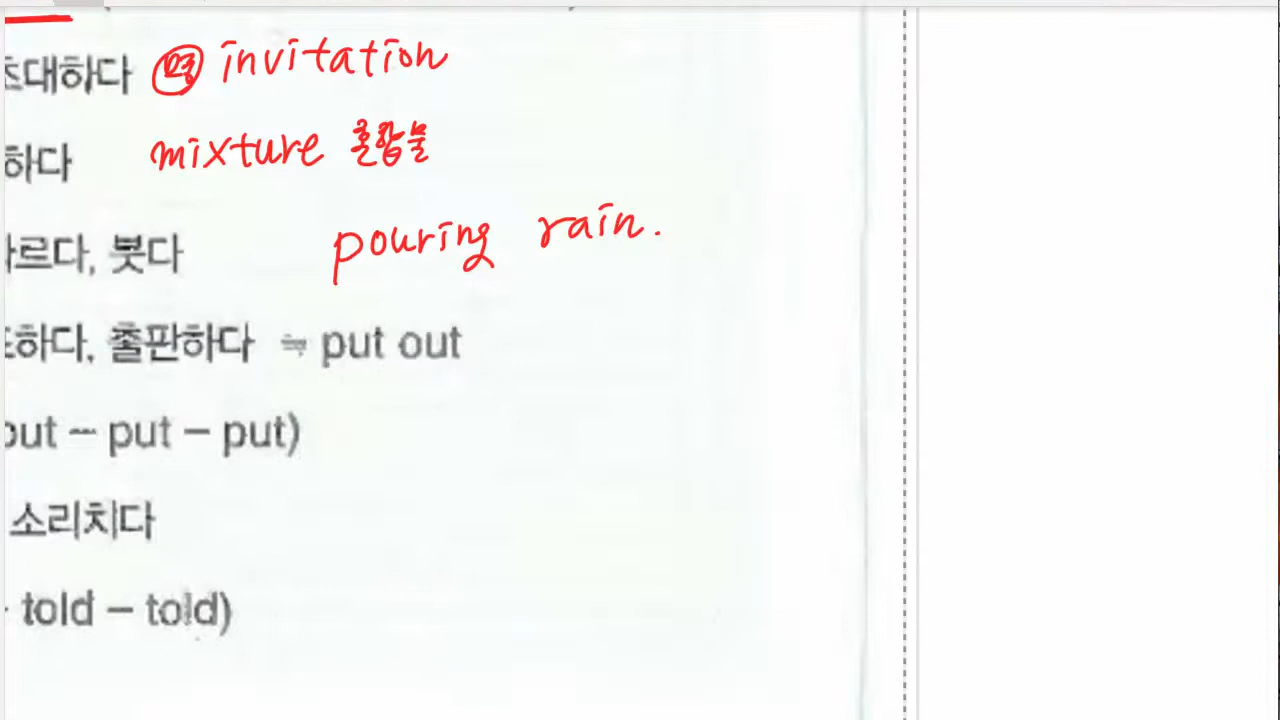 초대하다 명 invitation
하다 mixture 혼합물
따르다, 붓다 pouring rain.
하다, 출판하다 ≒ put out
put – put – put)
소리치다
- told – told)